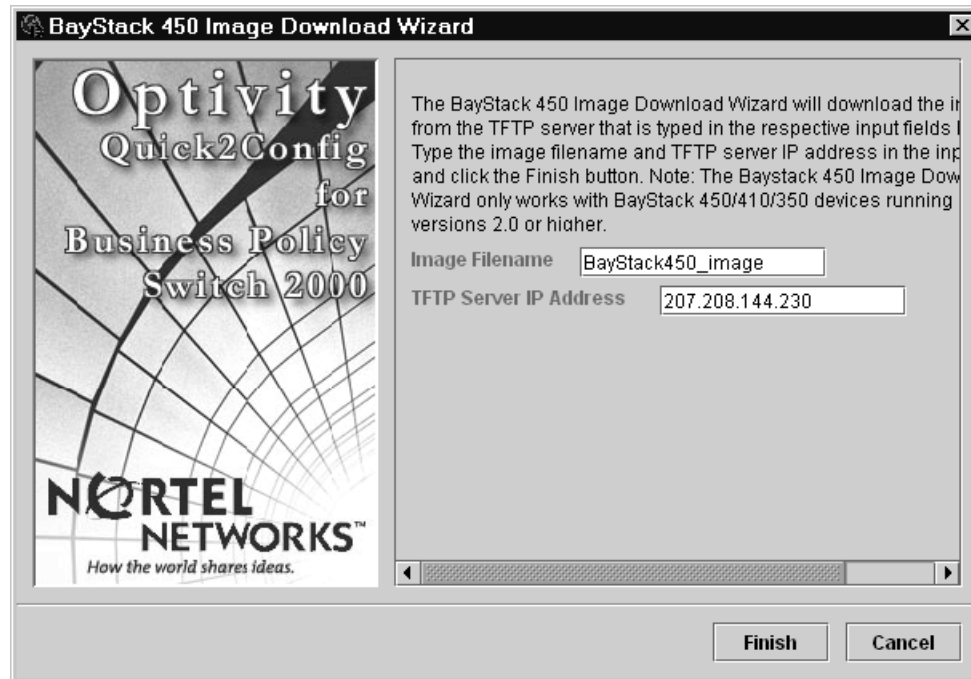 BayStack 450 Image Download Wizard
Optivity
Quick2Config
for
Business Policy
Switch 2000
NORTEL
NETWORKS™
How the world shares ideas.
The BayStack 450 Image Download Wizard will download the
from the TFTP server that is typed in the respective input fields
Type the image filename and TFTP server IP address in the
and click the Finish button. Note: The Baystack 450 Image
Wizard only works with BayStack 450/410/350 devices running
versions 2.0 or higher.
Image Filename BayStack450_image
TFTP Server IP Address 207.208.144.230
Finish Cancel